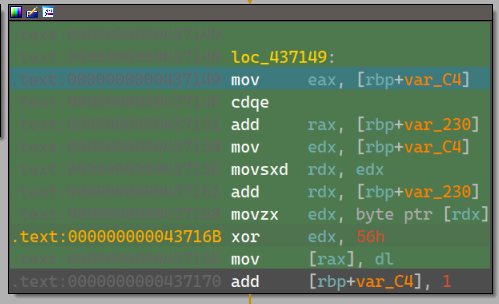 loc_437149:
mov eax, [rbp+var_C4]
cdqe
add rax, [rbp+var_230]
mov edx, [rbp+var_C4]
movsxd rdx, edx
add rdx, [rbp+var_230]
movzx edx, byte ptr [rdx]
.text:000000000043716B xor edx, 56h
mov [rax], dl
.text:0000000000437170 add [rbp+var_C4], 1